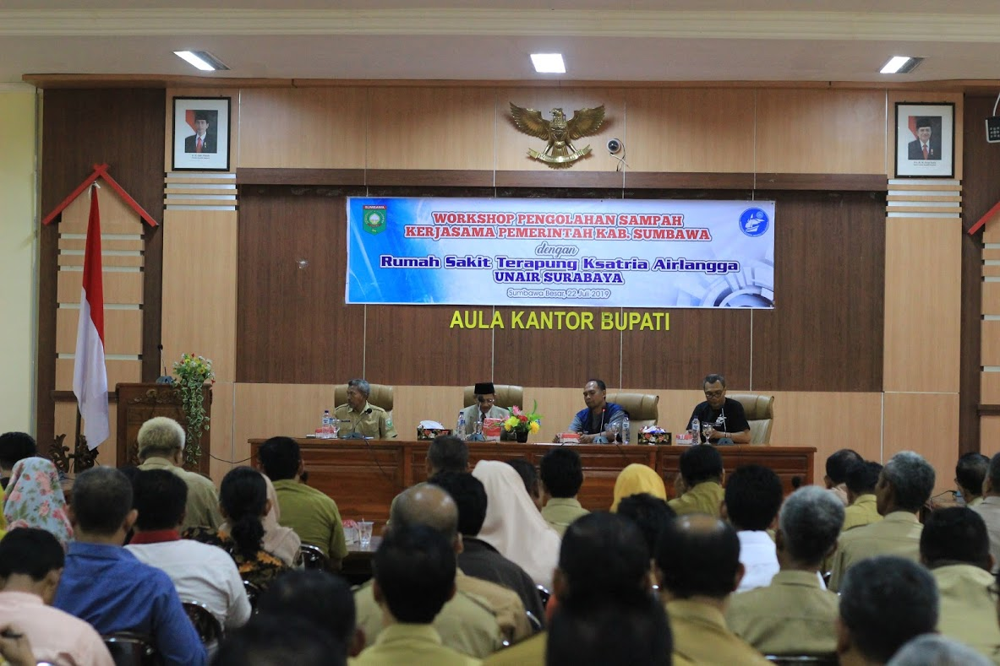 SUMBAWA
WORKSHOP PENGOLAHAN SAMPAH
KERJASAMA PEMERINTAH KAB. SUMBAWA
dengan
Rumah Sakit Terapung Ksatria Airlangga
UNAIR SURABAYA
Sumbawa Besar, 22 Juli 2019
AULA KANTOR BUPATI